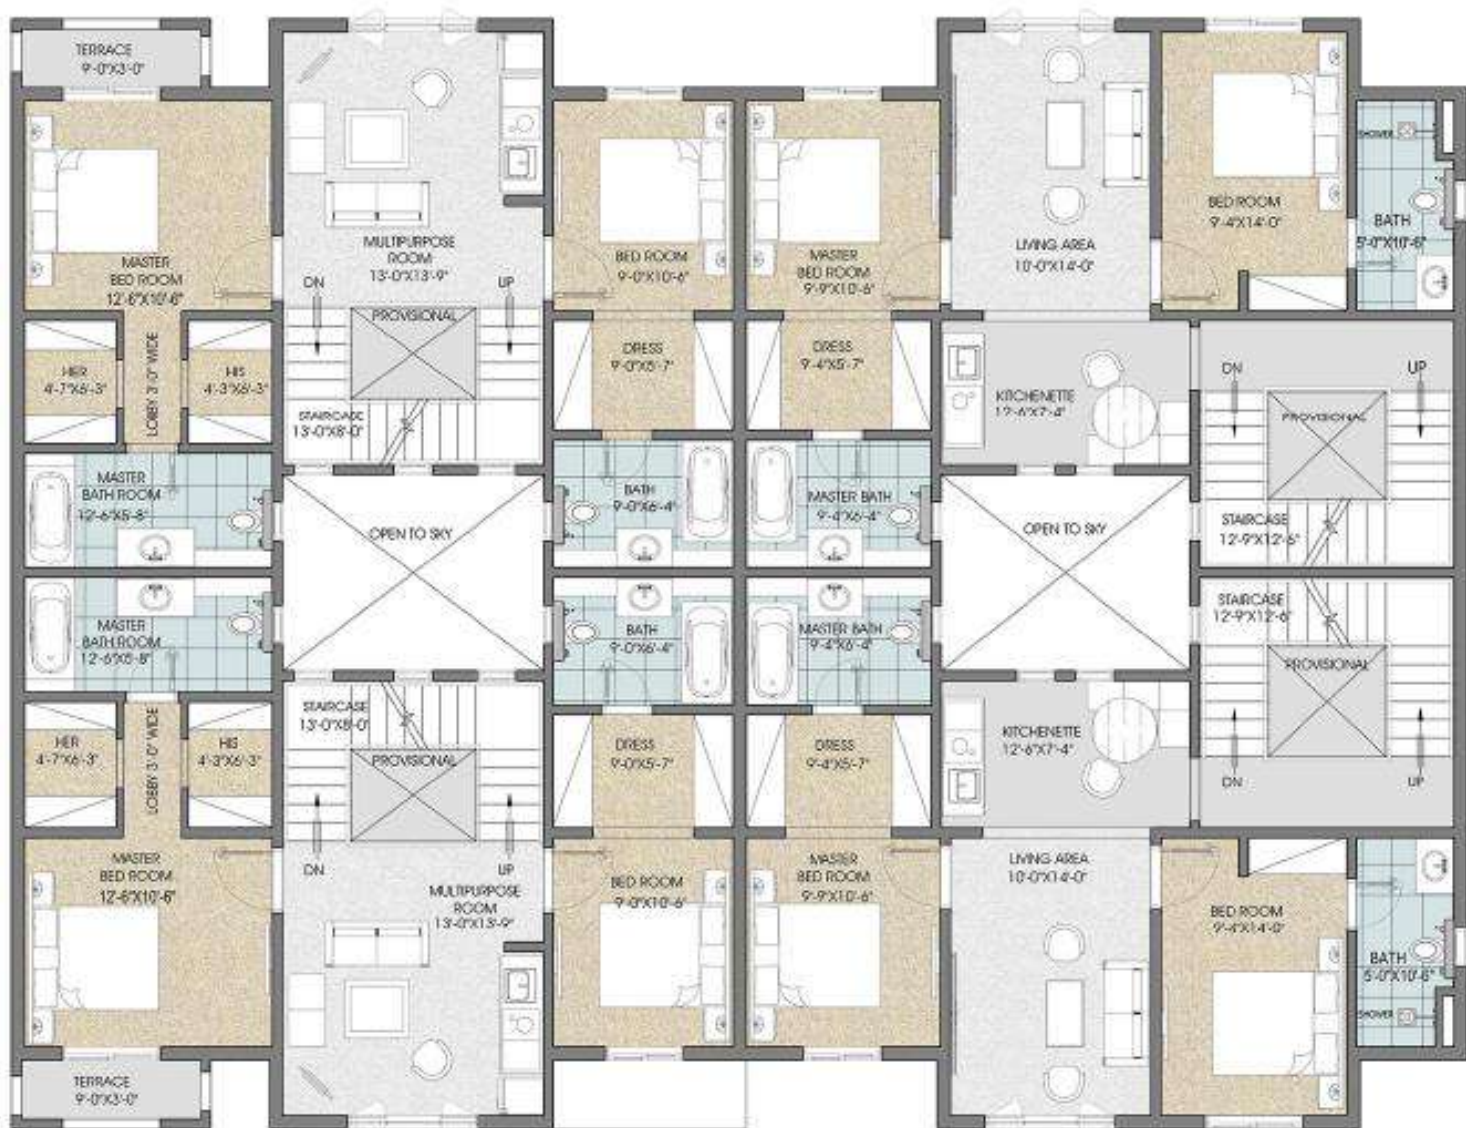 TERRACE
9'-0"X3'-0"
MASTER
BED ROOM
12'-6"X10'-6"
HER
4'-7"X6'-3"
LOBBY 3'-0" WIDE
HIS
4'-3"X6'-3"
MASTER
BATH ROOM
12'-6"X5'-8"
MULTIPURPOSE
ROOM
13'-0"X13'-9"
DN
UP
PROVISIONAL
STAIRCASE
13'-0"X8'-0"
OPEN TO SKY
BED ROOM
9'-0"X10'-6"
DRESS
9'-0"X5'-7"
BATH
9'-0"X6'-4"
MASTER
BED ROOM
9'-9"X10'-6"
DRESS
9'-4"X5'-7"
MASTER BATH
9'-4"X6'-4"
LIVING AREA
10'-0"X14'-0"
KITCHENETTE
12'-6"X7'-4"
OPEN TO SKY
BED ROOM
9'-4"X14'-0"
SHOWER
BATH
5'-0"X10'-6"
DN
UP
PROVISIONAL
STAIRCASE
12'-9"X12'-6"
MASTER
BATH ROOM
12'-6"X5'-8"
HER
4'-7"X6'-3"
LOBBY 3'-0" WIDE
HIS
4'-3"X6'-3"
MASTER
BED ROOM
12'-6"X10'-6"
TERRACE
9'-0"X3'-0"
STAIRCASE
13'-0"X8'-0"
PROVISIONAL
DN
UP
MULTIPURPOSE
ROOM
13'-0"X13'-9"
BATH
9'-0"X6'-4"
DRESS
9'-0"X5'-7"
BED ROOM
9'-0"X10'-6"
MASTER BATH
9'-4"X6'-4"
DRESS
9'-4"X5'-7"
MASTER
BED ROOM
9'-9"X10'-6"
KITCHENETTE
12'-6"X7'-4"
LIVING AREA
10'-0"X14'-0"
STAIRCASE
12'-9"X12'-6"
PROVISIONAL
DN
UP
BED ROOM
9'-4"X14'-0"
BATH
5'-0"X10'-6"
SHOWER